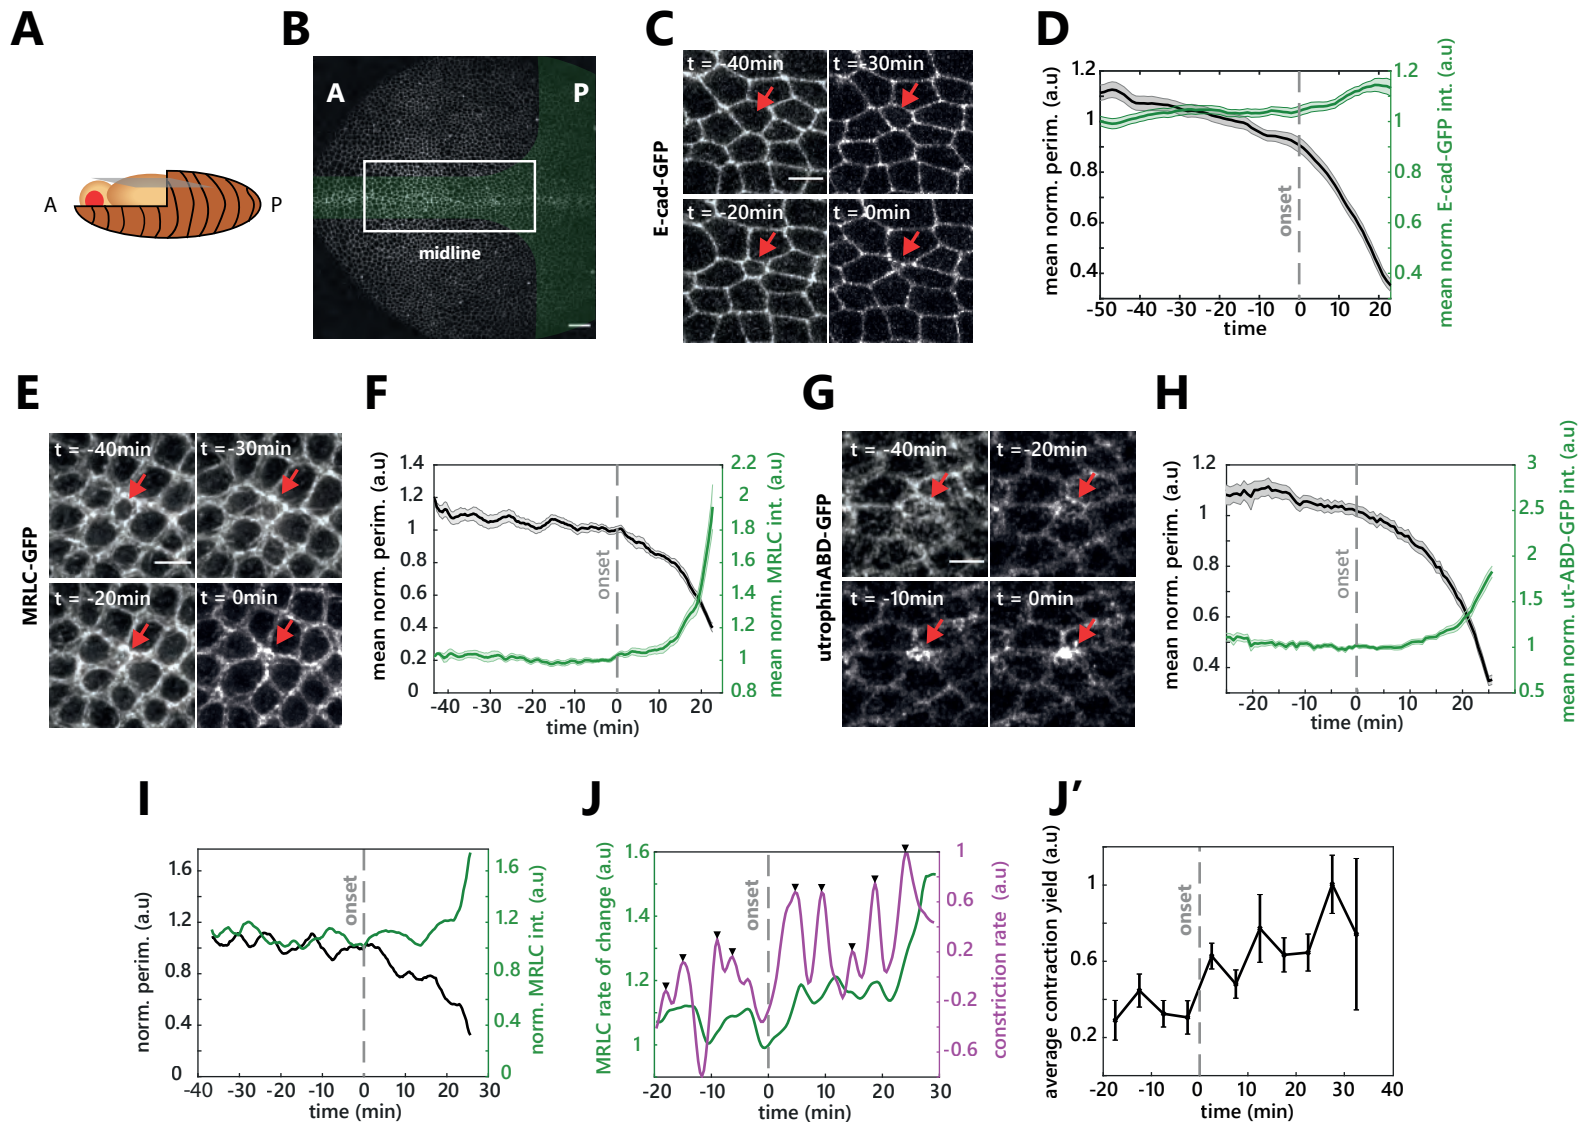 A
A
P
B
A
P
midline
C
E-cad-GFP
t = -40min
t =-30min
t = -20min
t = 0min
D
mean norm. perim. (a.u)
1.2
1
0.8
0.6
0.4
onset
1.2
1
0.8
0.6
0.4
mean norm. E-cad-GFP int. (a.u)
-50 -40 -30 -20 -10 0 10 20
time
E
MRLC-GFP
t = -40min
t =-30min
t = -20min
t = 0min
F
mean norm. perim. (a.u)
1.4
1.2
1
0.8
0.6
0.4
0.2
0
onset
2.2
2
1.8
1.6
1.4
1.2
1
0.8
mean norm. MRLC int. (a.u)
-40 -30 -20 -10 0 10 20
time (min)
G
utrophinABD-GFP
t = -40min
t =-20min
t = -10min
t = 0min
H
mean norm. perim. (a.u)
1.2
1
0.8
0.6
0.4
onset
3
2.5
2
1.5
1
0.5
mean norm. ut-ABD-GFP int. (a.u)
-20 -10 0 10 20
time (min)
I
norm. perim. (a.u)
1.6
1.2
0.8
0.4
0
onset
1.6
1.2
0.8
0.4
0
norm. MRLC int. (a.u)
-40 -30 -20 -10 0 10 20 30
time (min)
J
MRLC rate of change (a.u)
1.6
1.4
1.2
1
onset
1
0.6
0.2
-0.2
-0.6
constriction rate (a.u)
-20 -10 0 10 20 30
time (min)
J’
average contraction yield (a.u)
1
0.6
0.2
onset
-20 -10 0 10 20 30 40
time (min)